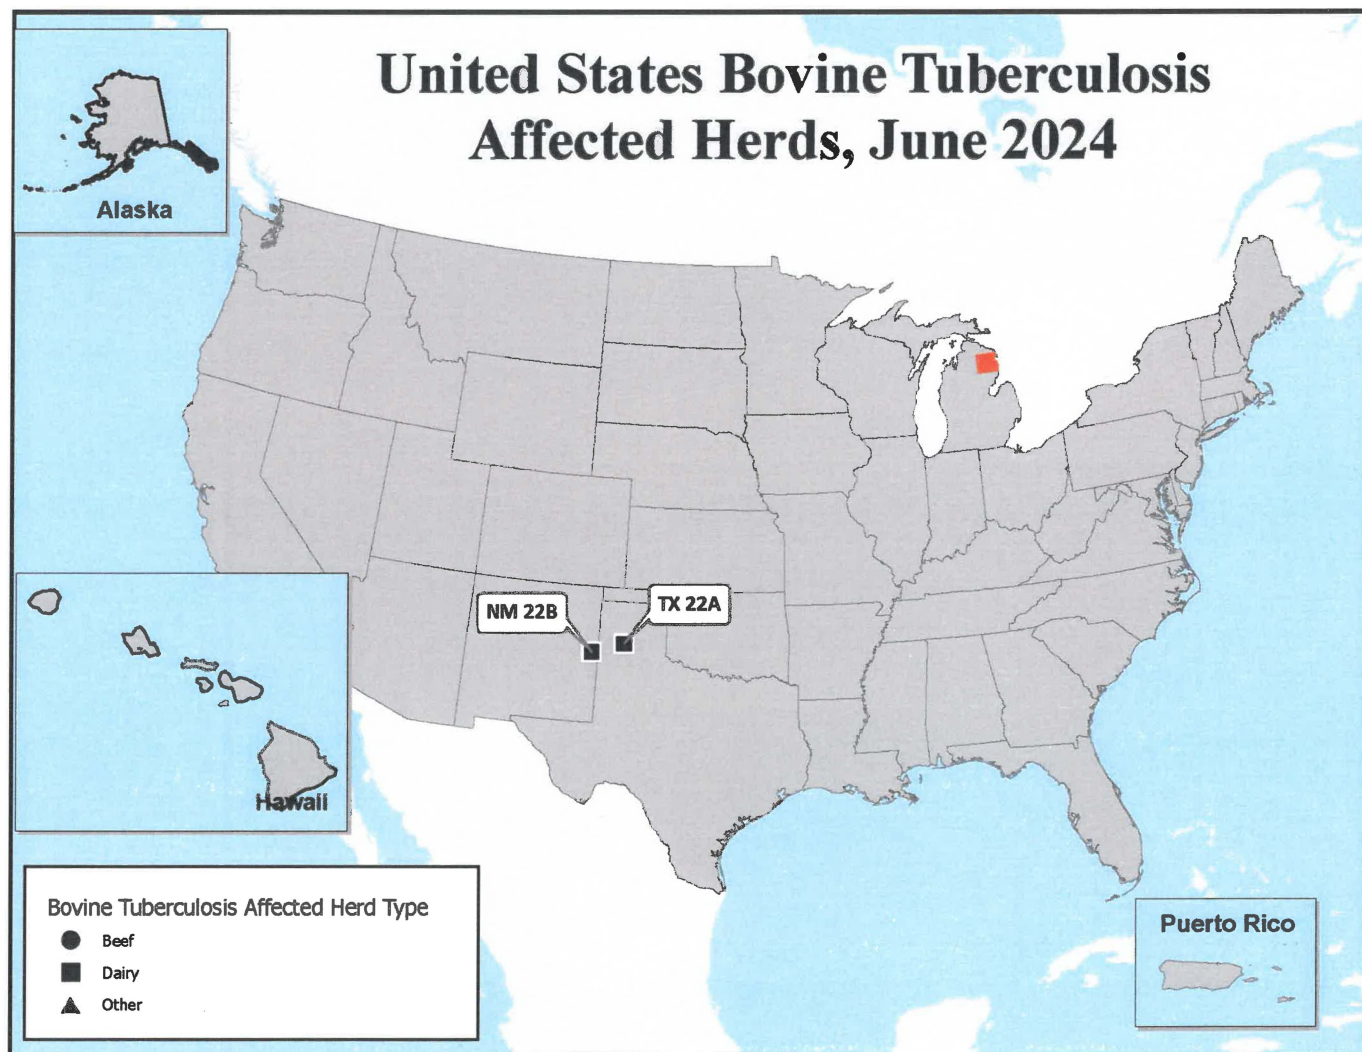 United States Bovine Tuberculosis
Affected Herds, June 2024
Alaska
NM 22B
TX 22A
Hawaii
Bovine Tuberculosis Affected Herd Type
Beef
Dairy
Other
Puerto Rico